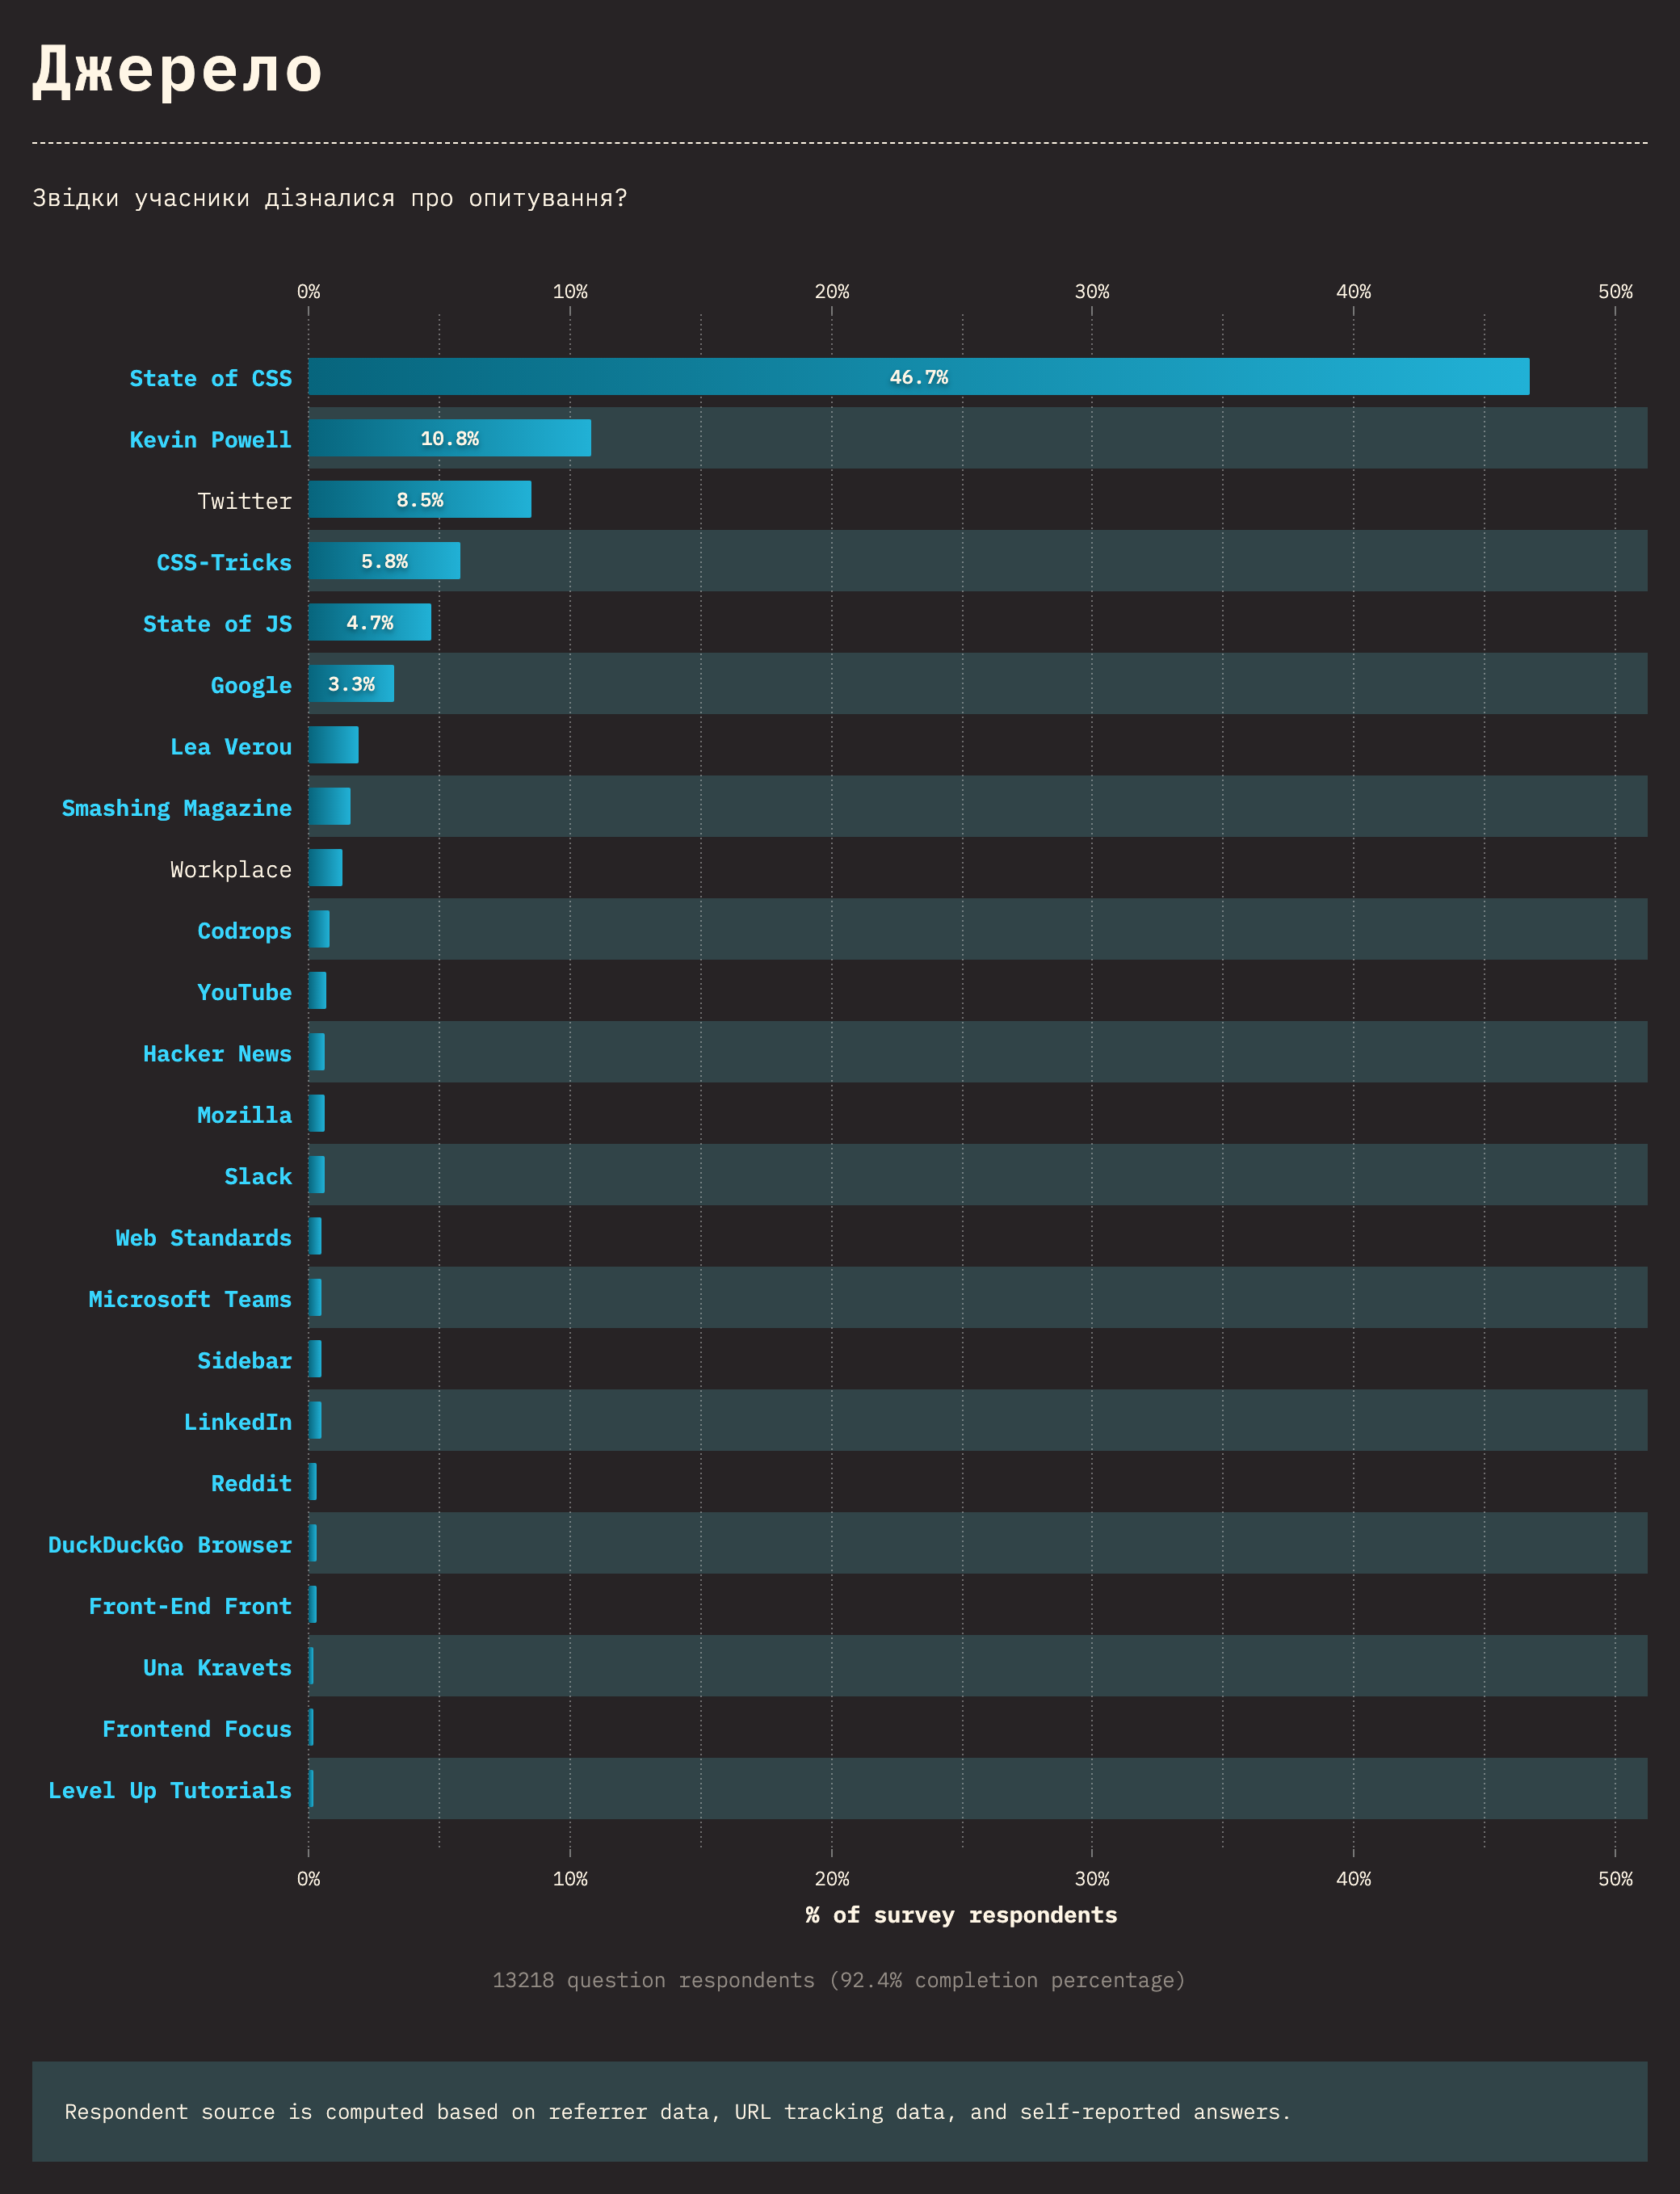 Джерело
Звідки учасники дізналися про опитування?
0% 10% 20% 30% 40% 50%
State of CSS 46.7%
Kevin Powell 10.8%
Twitter 8.5%
CSS-Tricks 5.8%
State of JS 4.7%
Google 3.3%
Lea Verou
Smashing Magazine
Workplace
Codrops
YouTube
Hacker News
Mozilla
Slack
Web Standards
Microsoft Teams
Sidebar
LinkedIn
Reddit
DuckDuckGo Browser
Front-End Front
Una Kravets
Frontend Focus
Level Up Tutorials
0% 10% 20% 30% 40% 50%
% of survey respondents
13218 question respondents (92.4% completion percentage)
Respondent source is computed based on referrer data, URL tracking data, and self-reported answers.